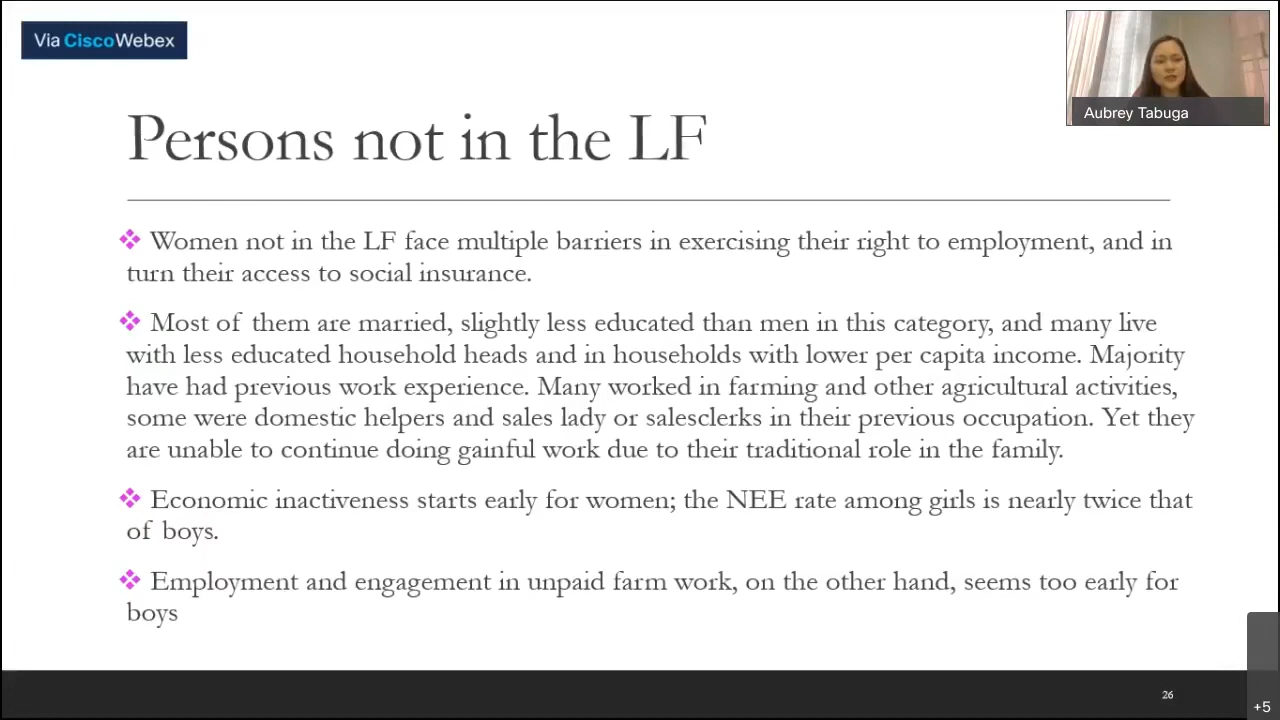 Via CiscoWebex
Aubrey Tabuga
Persons not in the LF
Women not in the LF face multiple barriers in exercising their right to employment, and in
turn their access to social insurance.
Most of them are married, slightly less educated than men in this category, and many live
with less educated household heads and in households with lower per capita income. Majority
have had previous work experience. Many worked in farming and other agricultural activities,
some were domestic helpers and sales lady or salesclerks in their previous occupation. Yet they
are unable to continue doing gainful work due to their traditional role in the family.
Economic inactiveness starts early for women; the NEE rate among girls is nearly twice that
of boys.
Employment and engagement in unpaid farm work, on the other hand, seems too early for
boys
26
+5